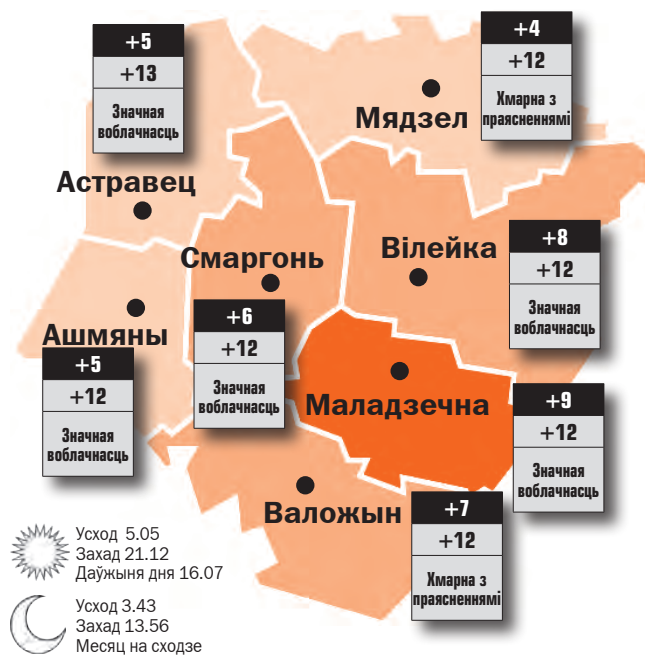 +5
+13
Значная
воблачнасць
Астравец
+4
+12
Хмарна з
праясненнямі
Мядзел
Смаргонь
+6
+12
Значная
воблачнасць
Вілейка
+8
+12
Значная
воблачнасць
Ашмяны
+5
+12
Значная
воблачнасць
Маладзечна
+9
+12
Значная
воблачнасць
Валожын
+7
+12
Хмарна з
праясненнямі
Усход 5.05
Захад 21.12
Даўжыня дня 16.07
Усход 3.43
Захад 13.56
Месяц на сходзе